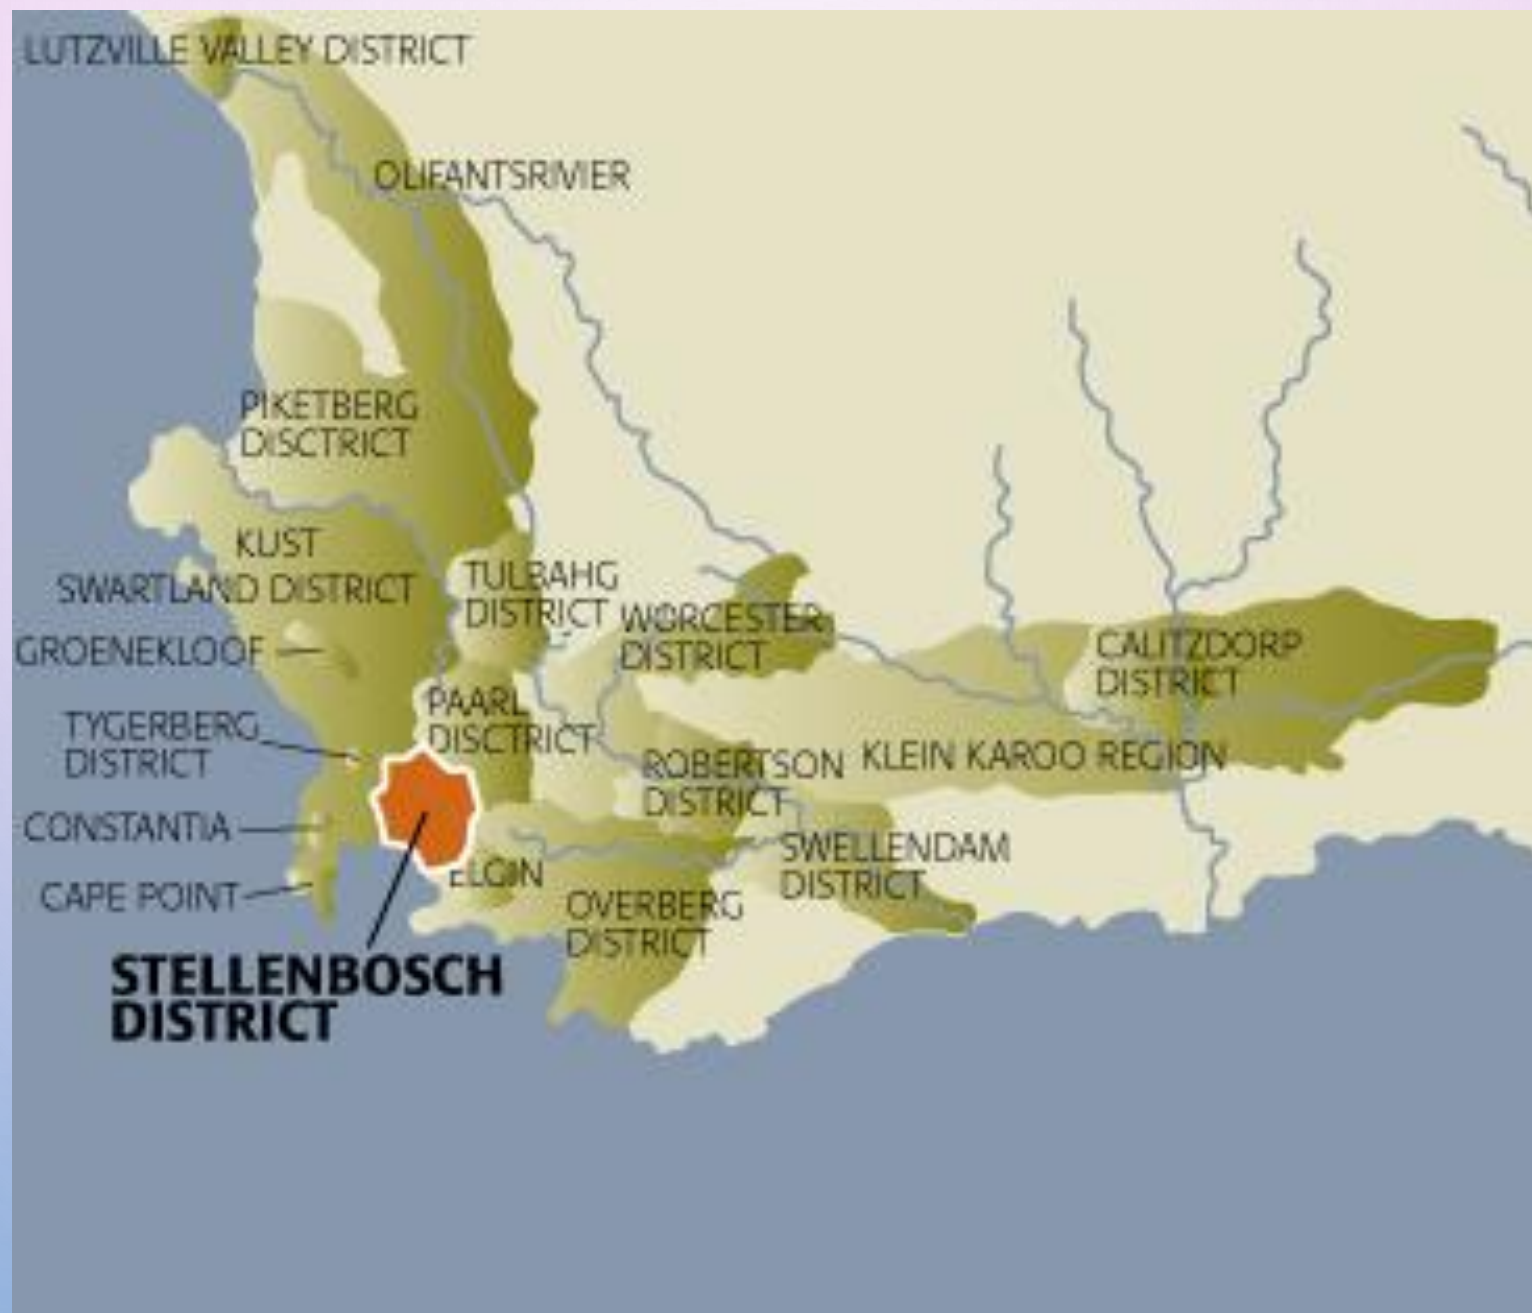 LUTZVILLE VALLEY DISTRICT
OLIFANTSRIVIER
PIKETBERG
DISCTRICT
KUST
SWARTLAND DISTRICT
TULBAHG
DISTRICT
WORCESTER
DISTRICT
GROENEKLOOF
CALITZDORP
DISTRICT
PAARL
DISCTRICT
TYGERBERG
DISTRICT
ROBERTSON
DISTRICT
KLEIN KAROO REGION
CONSTANTIA
SWELLENDAM
DISTRICT
ELGIN
CAPE POINT
OVERBERG
DISTRICT
STELLENBOSCH
DISTRICT